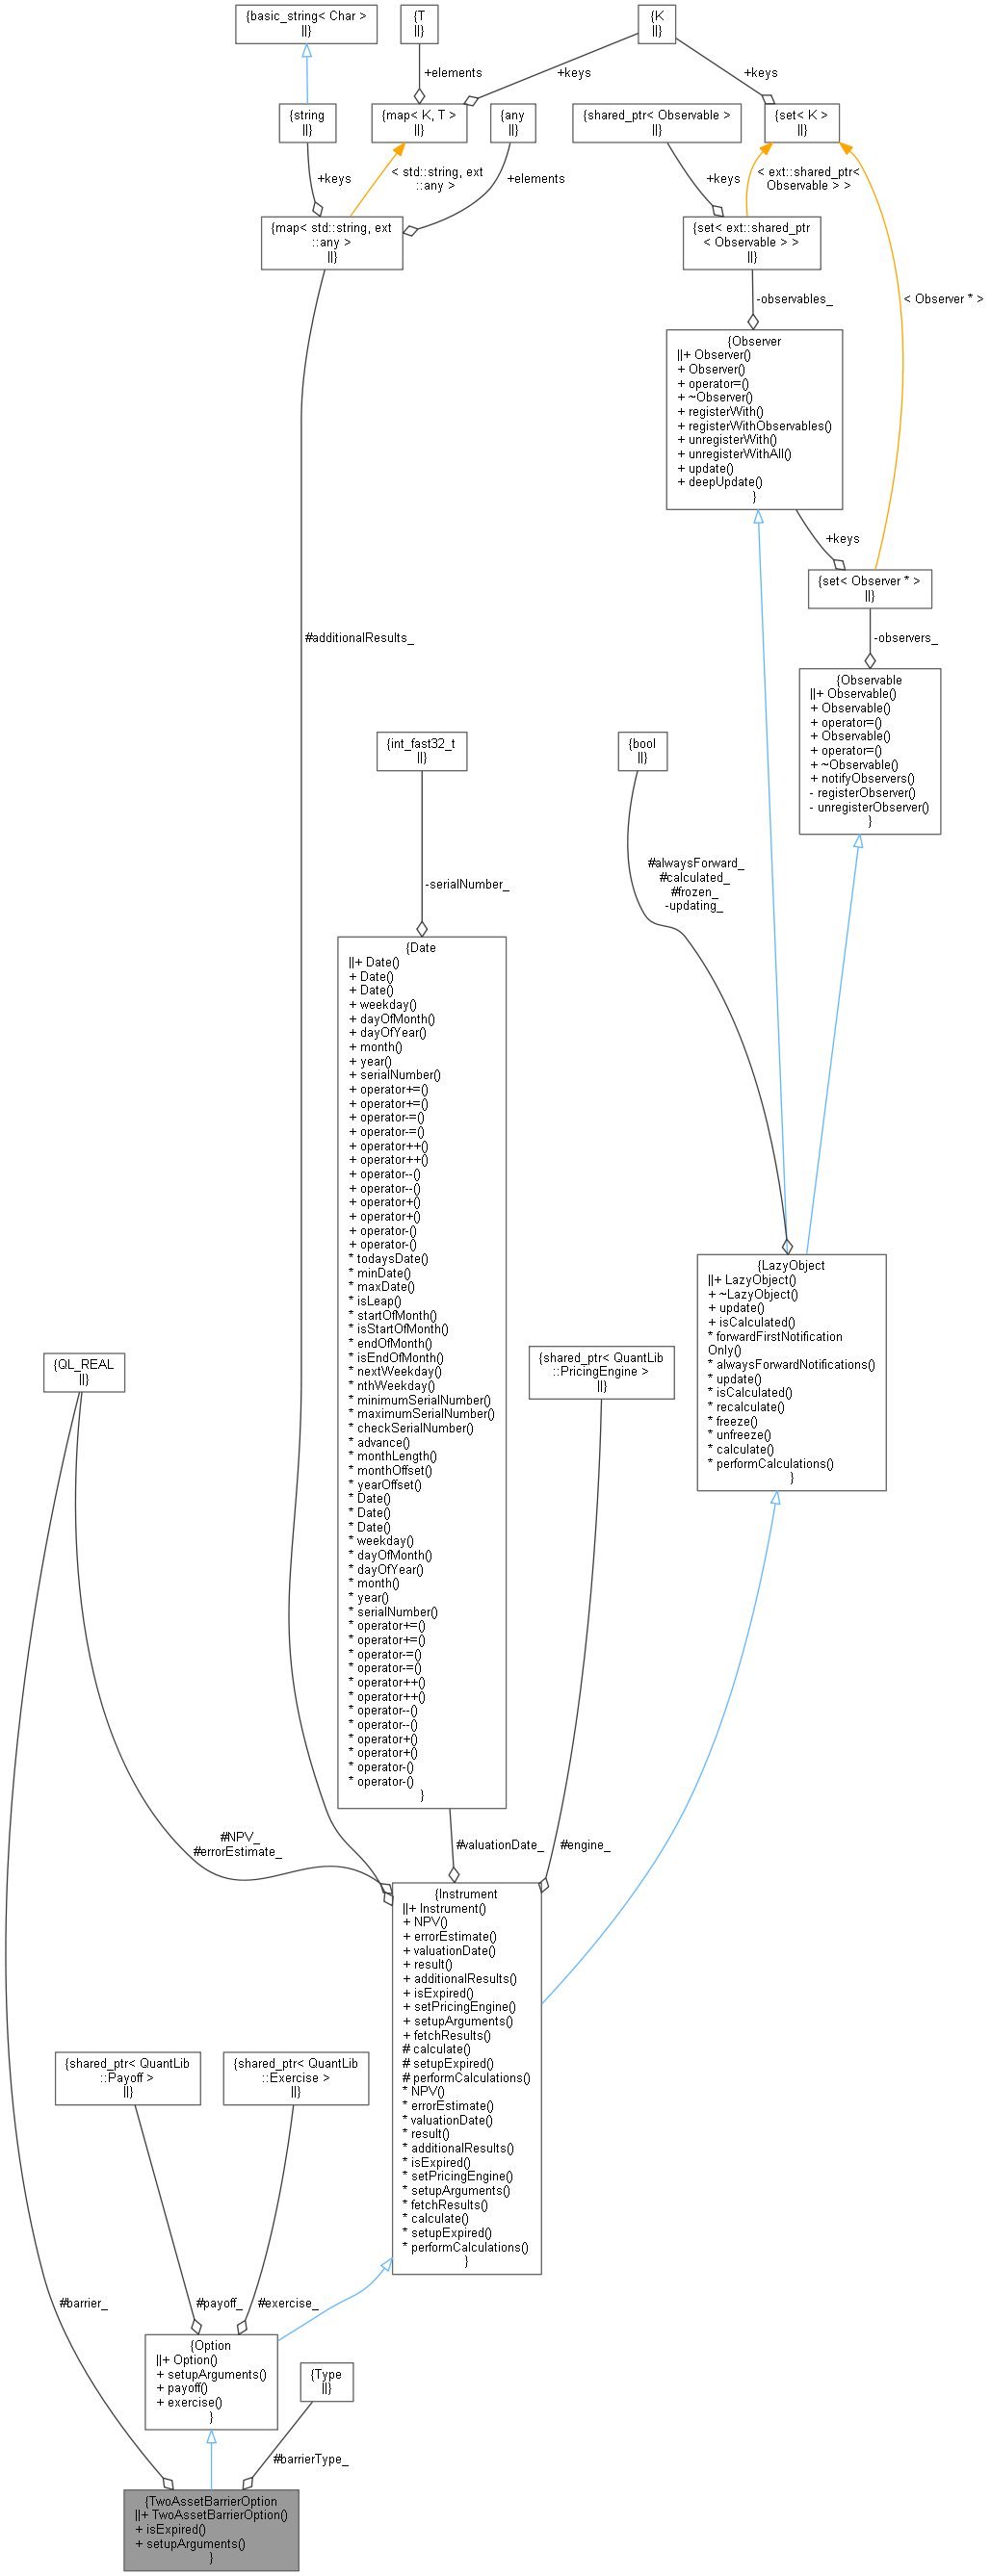 {basic_string< Char >
||}
{T
||}
{K
||}
+elements
+keys
+keys
{string
||}
{map< K, T >
||}
{any
||}
{shared_ptr< Observable >
||}
{set< K >
||}
+keys
< std::string, ext
::any >
+elements
+keys
< ext::shared_ptr<
Observable > >
{map< std::string, ext
::any >
||}
{set< ext::shared_ptr
< Observable > >
||}
-observables_
< Observer * >
{Observer
||+ Observer()
+ Observer()
+ operator=()
+ ~Observer()
+ registerWith()
+ registerWithObservables()
+ unregisterWith()
+ unregisterWithAll()
+ update()
+ deepUpdate()
}
+keys
{set< Observer * >
||}
#additionalResults_
-observers_
{Observable
||+ Observable()
+ Observable()
+ operator=()
+ Observable()
+ operator=()
+ ~Observable()
+ notifyObservers()
- registerObserver()
- unregisterObserver()
}
{int_fast32_t
||}
{bool
||}
-serialNumber_
#alwaysForward_
#calculated_
#frozen_
-updating_
{Date
||+ Date()
+ Date()
+ Date()
+ weekday()
+ dayOfMonth()
+ dayOfYear()
+ month()
+ year()
+ serialNumber()
+ operator+=()
+ operator+=()
+ operator-=()
+ operator-=()
+ operator++()
+ operator++()
+ operator--()
+ operator--()
+ operator+()
+ operator+()
+ operator-()
+ operator-()
* todaysDate()
* minDate()
* maxDate()
* isLeap()
* startOfMonth()
* isStartOfMonth()
* endOfMonth()
* isEndOfMonth()
* nextWeekday()
* nthWeekday()
* minimumSerialNumber()
* maximumSerialNumber()
* checkSerialNumber()
* advance()
* monthLength()
* monthOffset()
* yearOffset()
* Date()
* Date()
* Date()
* weekday()
* dayOfMonth()
* dayOfYear()
* month()
* year()
* serialNumber()
* operator+=()
* operator+=()
* operator-=()
* operator-=()
* operator++()
* operator++()
* operator--()
* operator--()
* operator+()
* operator+()
* operator-()
* operator-()
}
{LazyObject
||+ LazyObject()
+ ~LazyObject()
+ update()
+ isCalculated()
* forwardFirstNotification
Only()
* alwaysForwardNotifications()
* update()
* isCalculated()
* recalculate()
* freeze()
* unfreeze()
* calculate()
* performCalculations()
}
{QL_REAL
||}
{shared_ptr< QuantLib
::PricingEngine >
||}
#NPV_
#errorEstimate_
#valuationDate_
#engine_
{Instrument
||+ Instrument()
+ NPV()
+ errorEstimate()
+ valuationDate()
+ result()
+ additionalResults()
+ isExpired()
+ setPricingEngine()
+ setupArguments()
+ fetchResults()
# calculate()
# setupExpired()
# performCalculations()
* NPV()
* errorEstimate()
* valuationDate()
* result()
* additionalResults()
* isExpired()
* setPricingEngine()
* setupArguments()
* fetchResults()
* calculate()
* setupExpired()
* performCalculations()
}
{shared_ptr< QuantLib
::Payoff >
||}
{shared_ptr< QuantLib
::Exercise >
||}
#barrier_
#payoff_
#exercise_
{Option
||+ Option()
+ setupArguments()
+ payoff()
+ exercise()
}
{Type
||}
#barrierType_
{TwoAssetBarrierOption
||+ TwoAssetBarrierOption()
+ isExpired()
+ setupArguments()
}